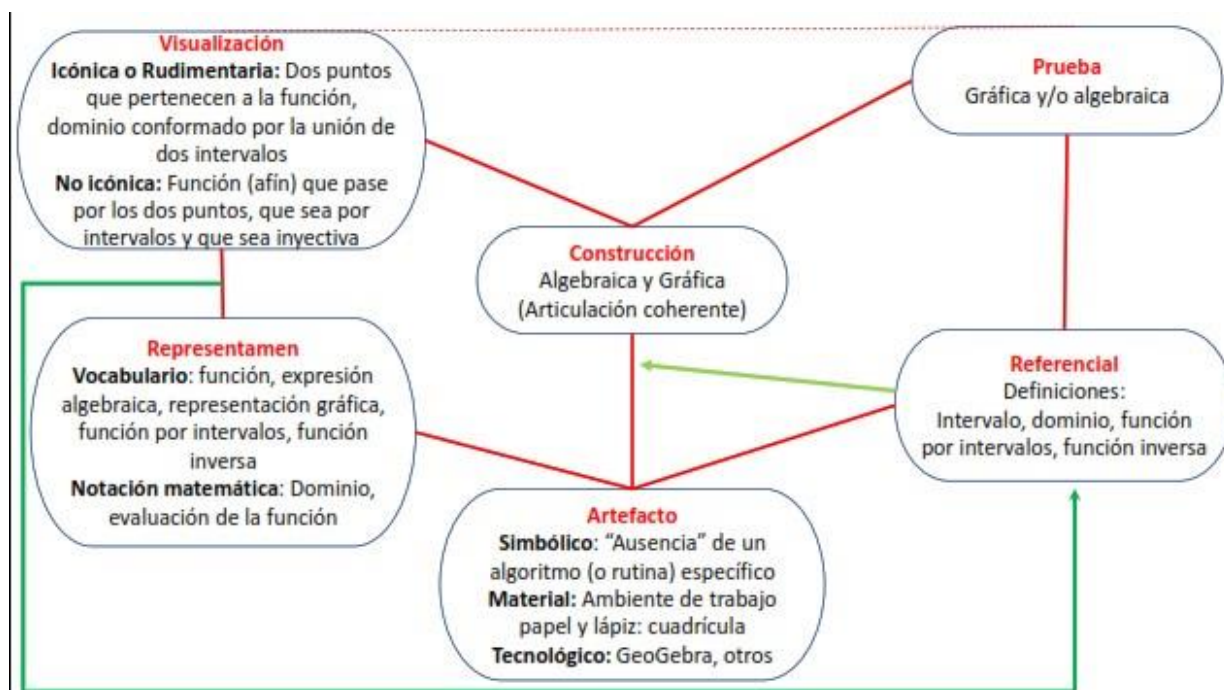 Visualización
Icónica o Rudimentaria: Dos puntos
que pertenecen a la función,
dominio conformado por la unión de
dos intervalos
No icónica: Función (afín) que pase
por los dos puntos, que sea por
intervalos y que sea inyectiva
Prueba
Gráfica y/o algebraica
Construcción
Algebraica y Gráfica
(Articulación coherente)
Representamen
Vocabulario: función, expresión
algebraica, representación gráfica,
función por intervalos, función
inversa
Notación matemática: Dominio,
evaluación de la función
Referencial
Definiciones:
Intervalo, dominio, función
por intervalos, función inversa
Artefacto
Simbólico: “Ausencia” de un
algoritmo (o rutina) específico
Material: Ambiente de trabajo
papel y lápiz: cuadrícula
Tecnológico: GeoGebra, otros